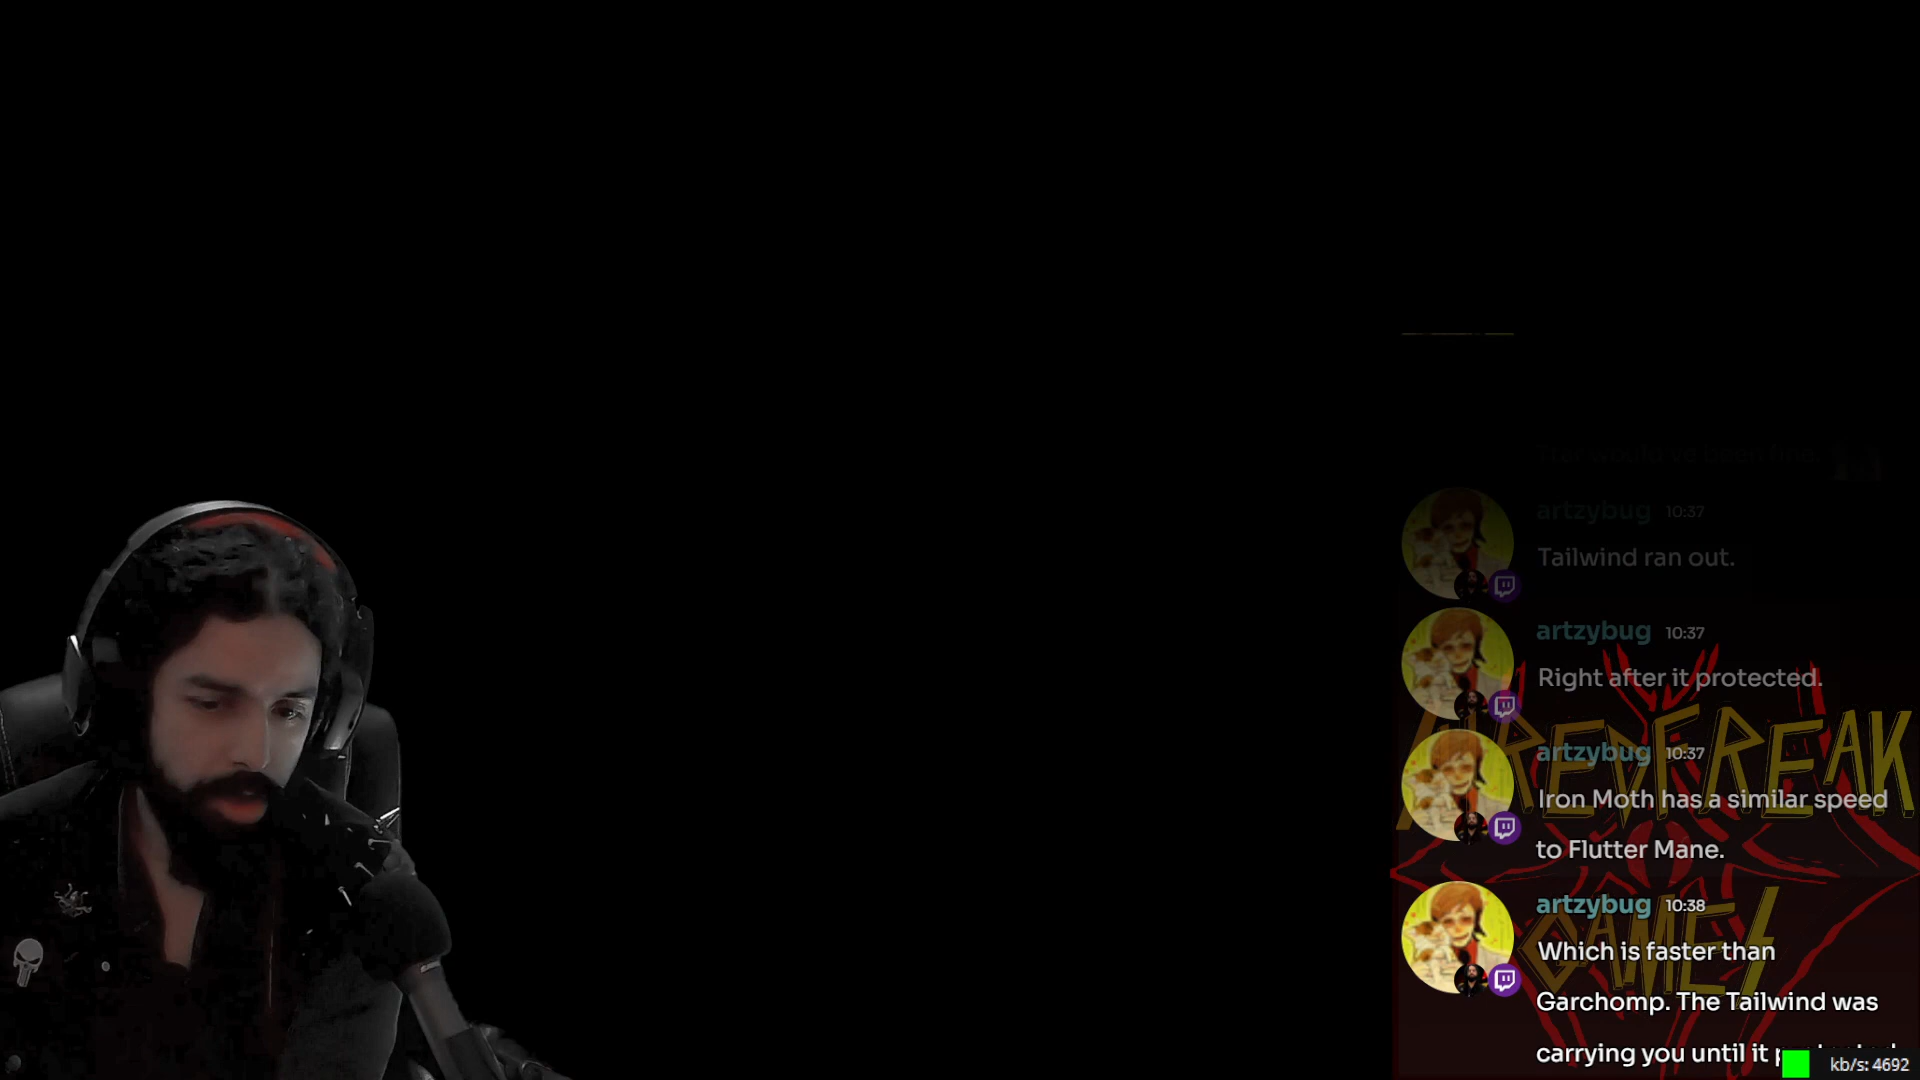 artzybug 10:37
Tailwind ran out.
artzybug 10:37
Right after it protected.
artzybug 10:37
Iron Moth has a similar speed
to Flutter Mane.
artzybug 10:38
Which is faster than
Garchomp. The Tailwind was
carrying you until it
kb/s: 4692
REDFREAK
GAMES